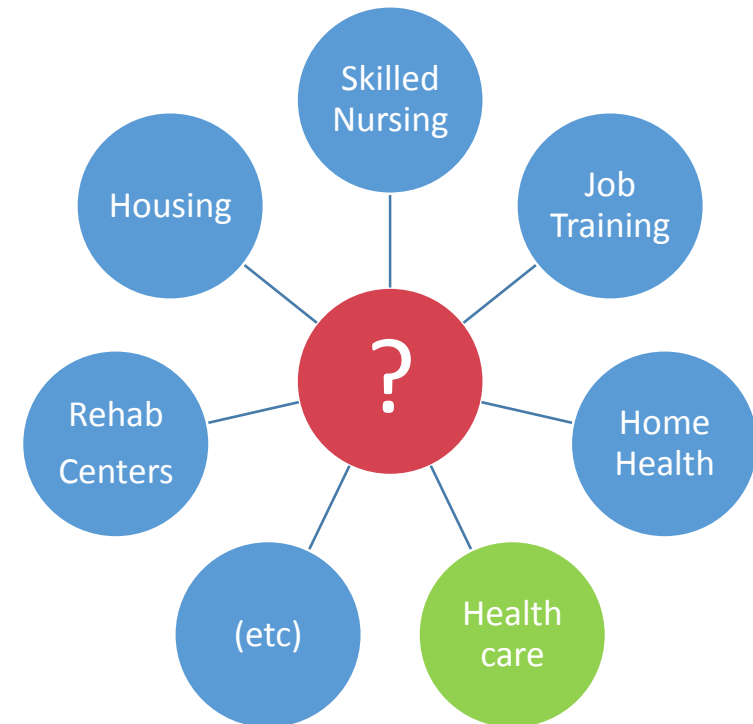 Skilled
Nursing
Job
Training
Home
Health
Health
care
(etc)
Rehab
Centers
Housing
?